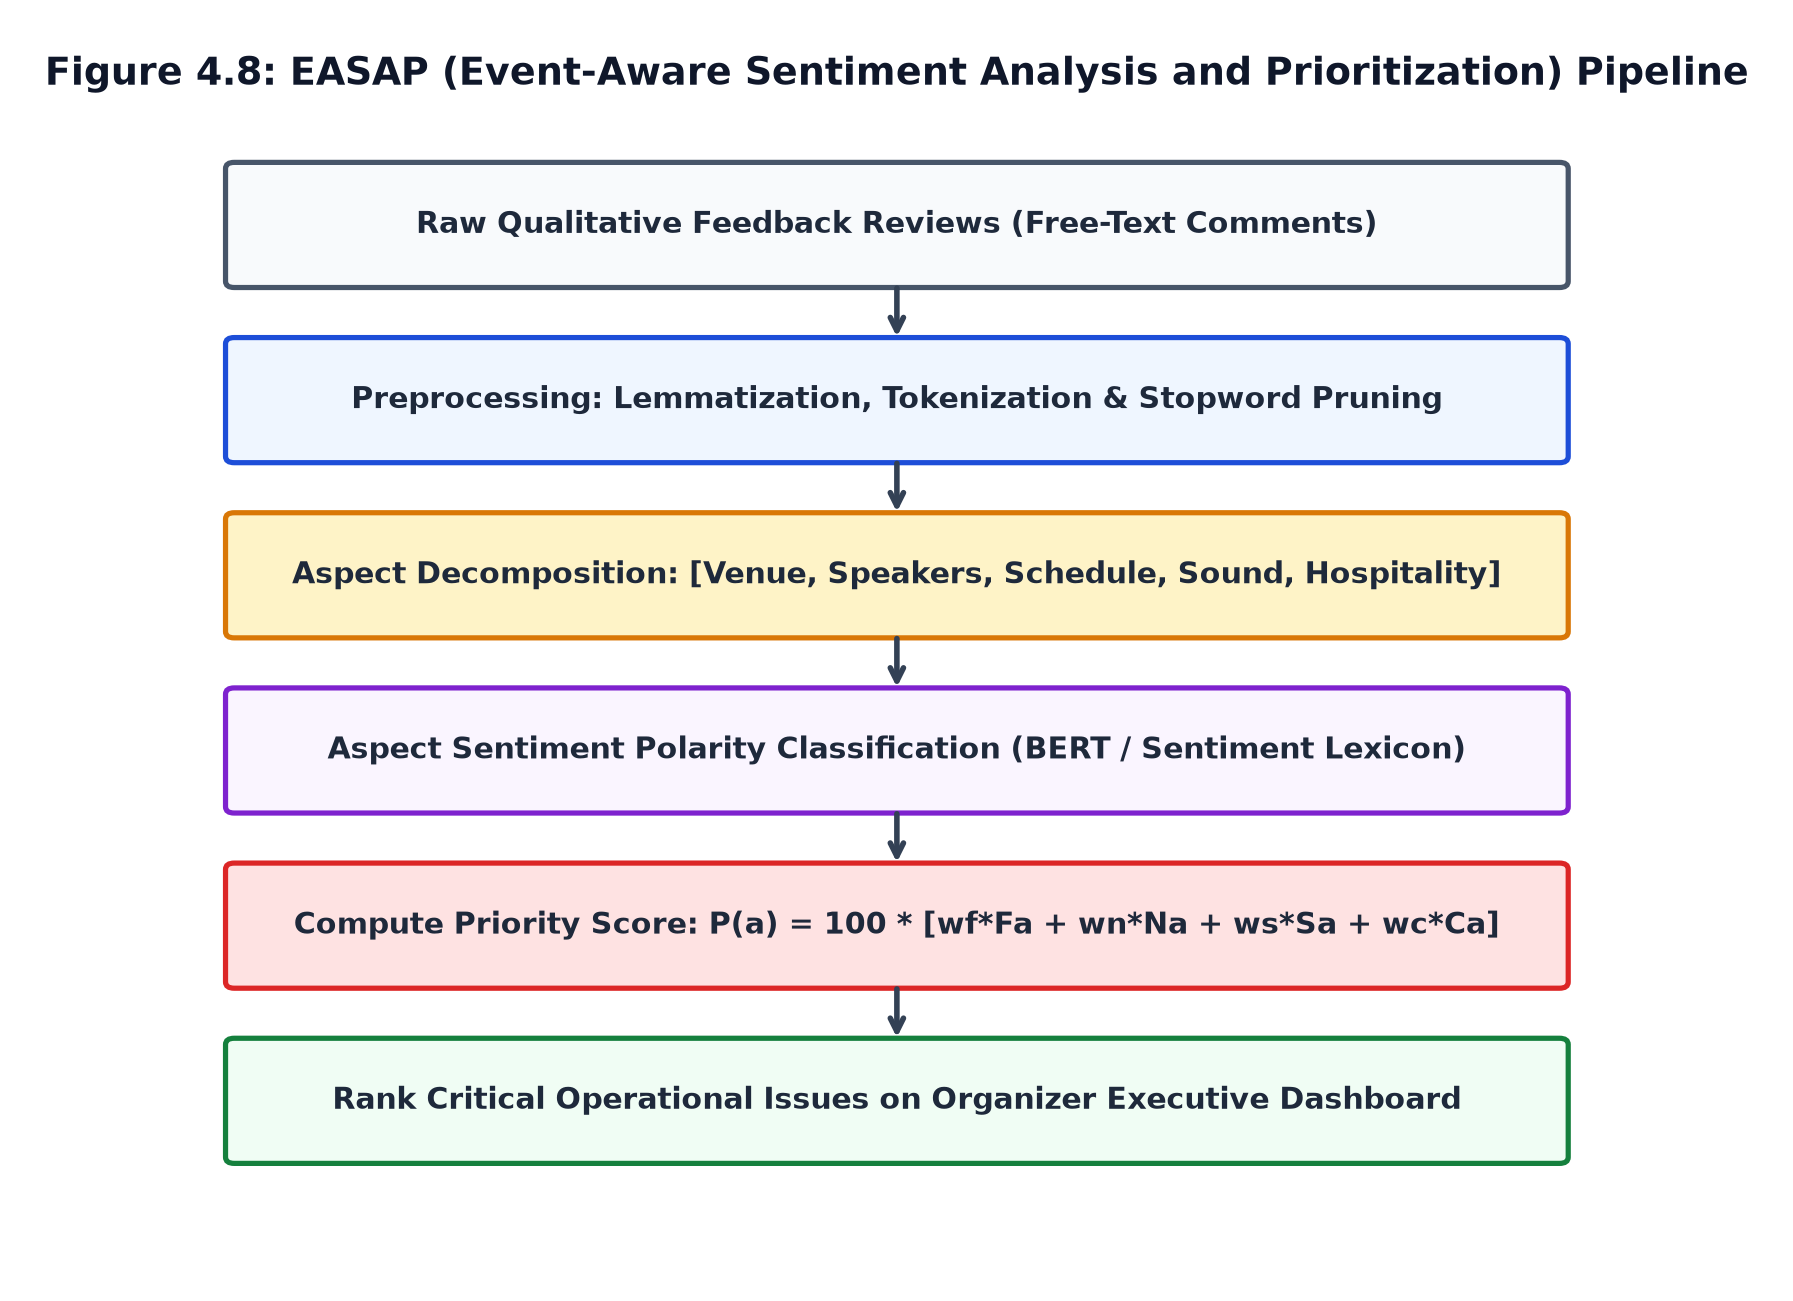 Figure 4.8: EASAP (Event-Aware Sentiment Analysis and Prioritization) Pipeline
Raw Qualitative Feedback Reviews (Free-Text Comments)
Preprocessing: Lemmatization, Tokenization & Stopword Pruning
Aspect Decomposition: [Venue, Speakers, Schedule, Sound, Hospitality]
Aspect Sentiment Polarity Classification (BERT / Sentiment Lexicon)
Compute Priority Score: P(a) = 100 * [wf*Fa + wn*Na + ws*Sa + wc*Ca]
Rank Critical Operational Issues on Organizer Executive Dashboard